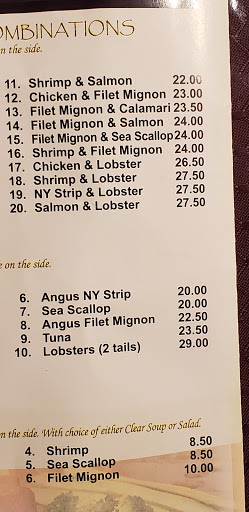 OMBINATIONS
on the side.
11. Shrimp & Salmon 22.00
12. Chicken & Filet Mignon 23.00
13. Filet Mignon & Calamari 23.50
14. Filet Mignon & Salmon 24.00
15. Filet Mignon & Sea Scallop 24.00
16. Shrimp & Filet Mignon 24.00
17. Chicken & Lobster 26.50
18. Shrimp & Lobster 27.50
19. NY Strip & Lobster 27.50
20. Salmon & Lobster 27.50
e on the side.
6. Angus NY Strip 20.00
7. Sea Scallop 20.00
8. Angus Filet Mignon 22.50
9. Tuna 23.50
10. Lobsters (2 tails) 29.00
on the side. With choice of either Clear Soup or Salad.
4. Shrimp 8.50
5. Sea Scallop 8.50
6. Filet Mignon 10.00